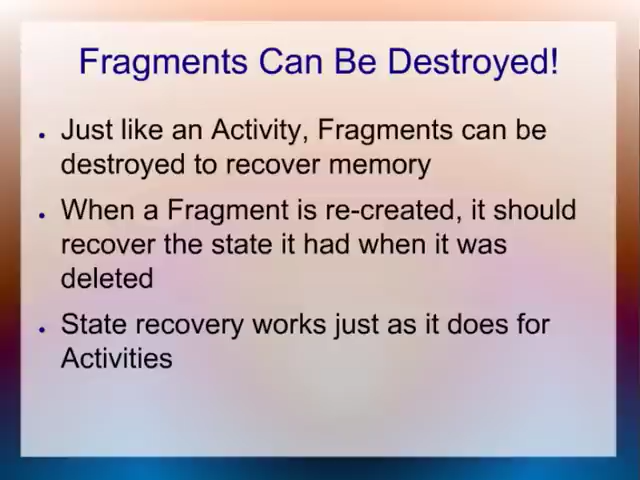 Fragments Can Be Destroyed!
• Just like an Activity, Fragments can be
destroyed to recover memory
• When a Fragment is re-created, it should
recover the state it had when it was
deleted
• State recovery works just as it does for
Activities